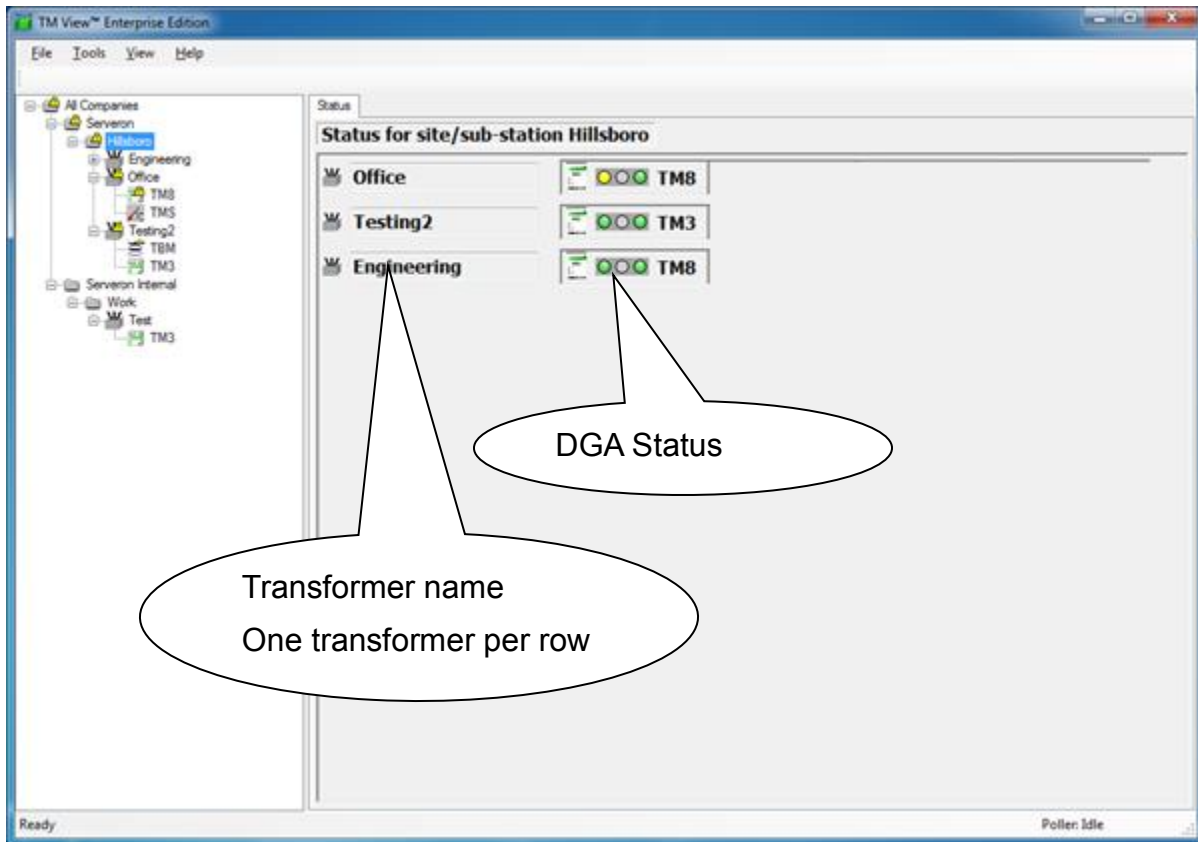 TM View™ Enterprise Edition
File Tools View Help
All Companies
Serveron
Hillsboro
Engineering
Office
TM8
TMS
Testing2
TBM
TM3
Serveron Internal
Work
Test
TM3
Status
Status for site/sub-station Hillsboro
Office TM8
Testing2 TM3
Engineering TM8
DGA Status
Transformer name
One transformer per row
Ready
Poller: Idle